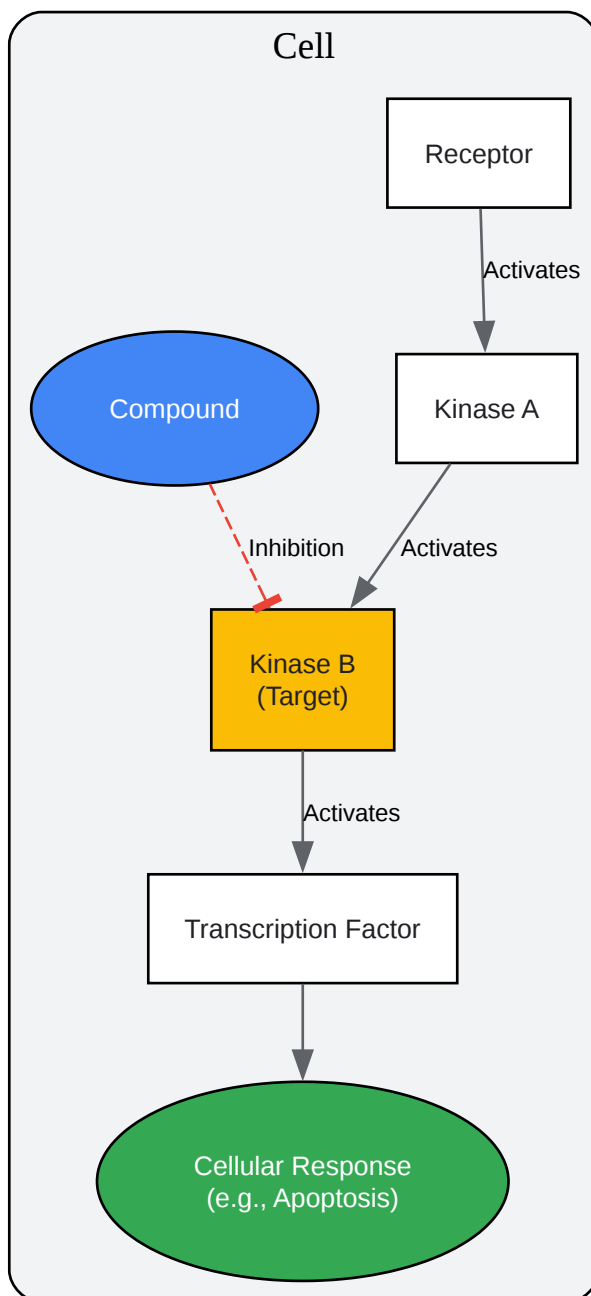 Cell
Receptor
Activates
Compound
Kinase A
Inhibition
Activates
Kinase B
(Target)
Activates
Transcription Factor
Cellular Response
(e.g., Apoptosis)